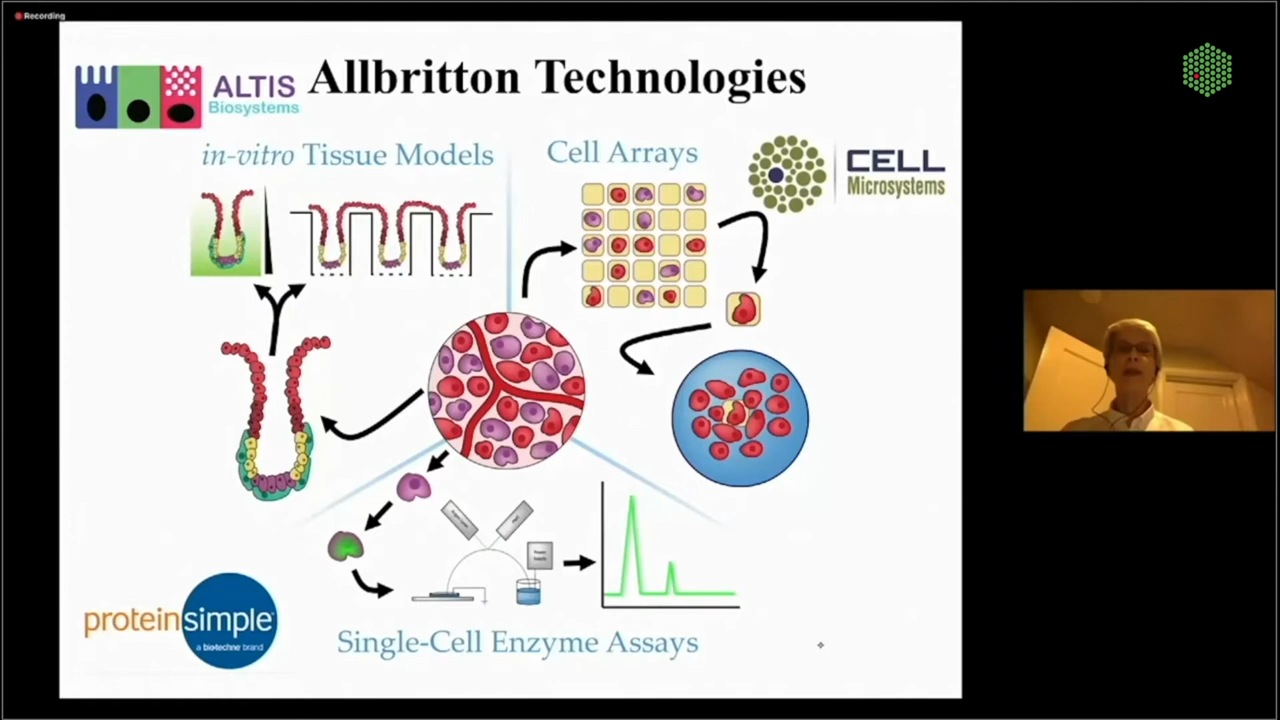 Recording
ALTIS
Biosystems
Allbritton Technologies
in-vitro Tissue Models
Cell Arrays
CELL
Microsystems
proteinsimple
a biotechne brand
Single-Cell Enzyme Assays